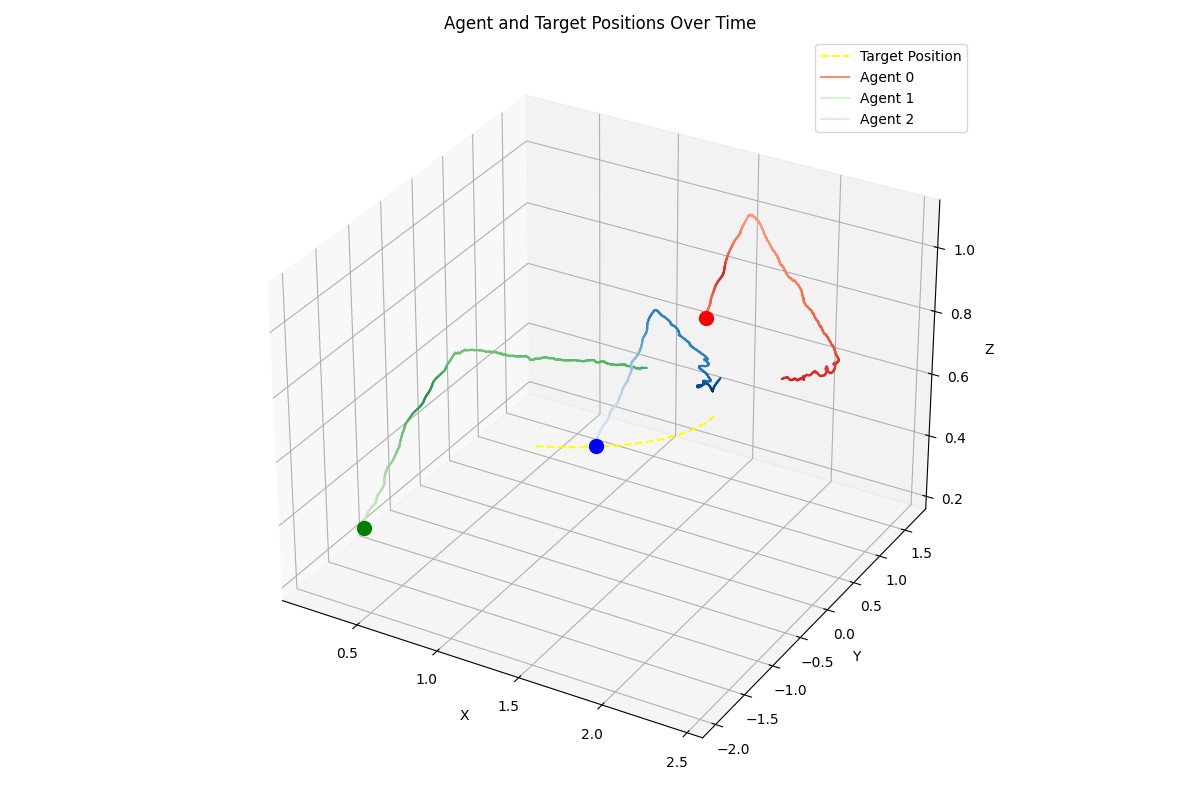 Agent and Target Positions Over Time
Target Position
Agent 0
Agent 1
Agent 2
1.0
0.8
Z
0.6
0.4
0.2
1.5
1.0
0.5
0.0
Y
−0.5
−1.0
−1.5
−2.0
0.5
1.0
X
1.5
2.0
2.5